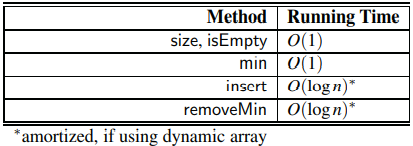 Method Running Time
size, isEmpty O(1)
min O(1)
insert O(log n)*
removeMin O(log n)*
*amortized, if using dynamic array